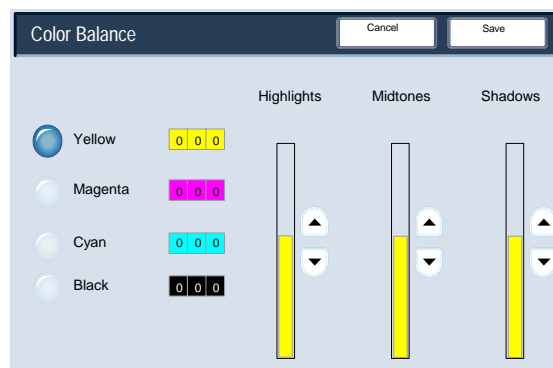 Color Balance Cancel Save
Highlights Midtones Shadows
Yellow 0 0 0
Magenta 0 0 0
Cyan 0 0 0
Black 0 0 0